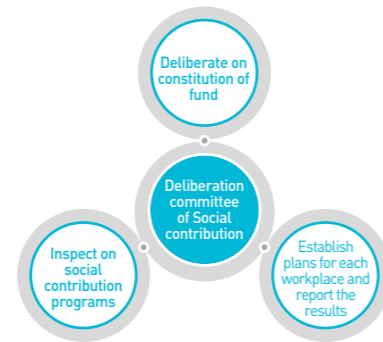 Deliberate on
constitution of
fund
Deliberation
committee
of Social
contribution
Inspect on
social
contribution
programs
Establish
plans for each
workplace and
report the
results